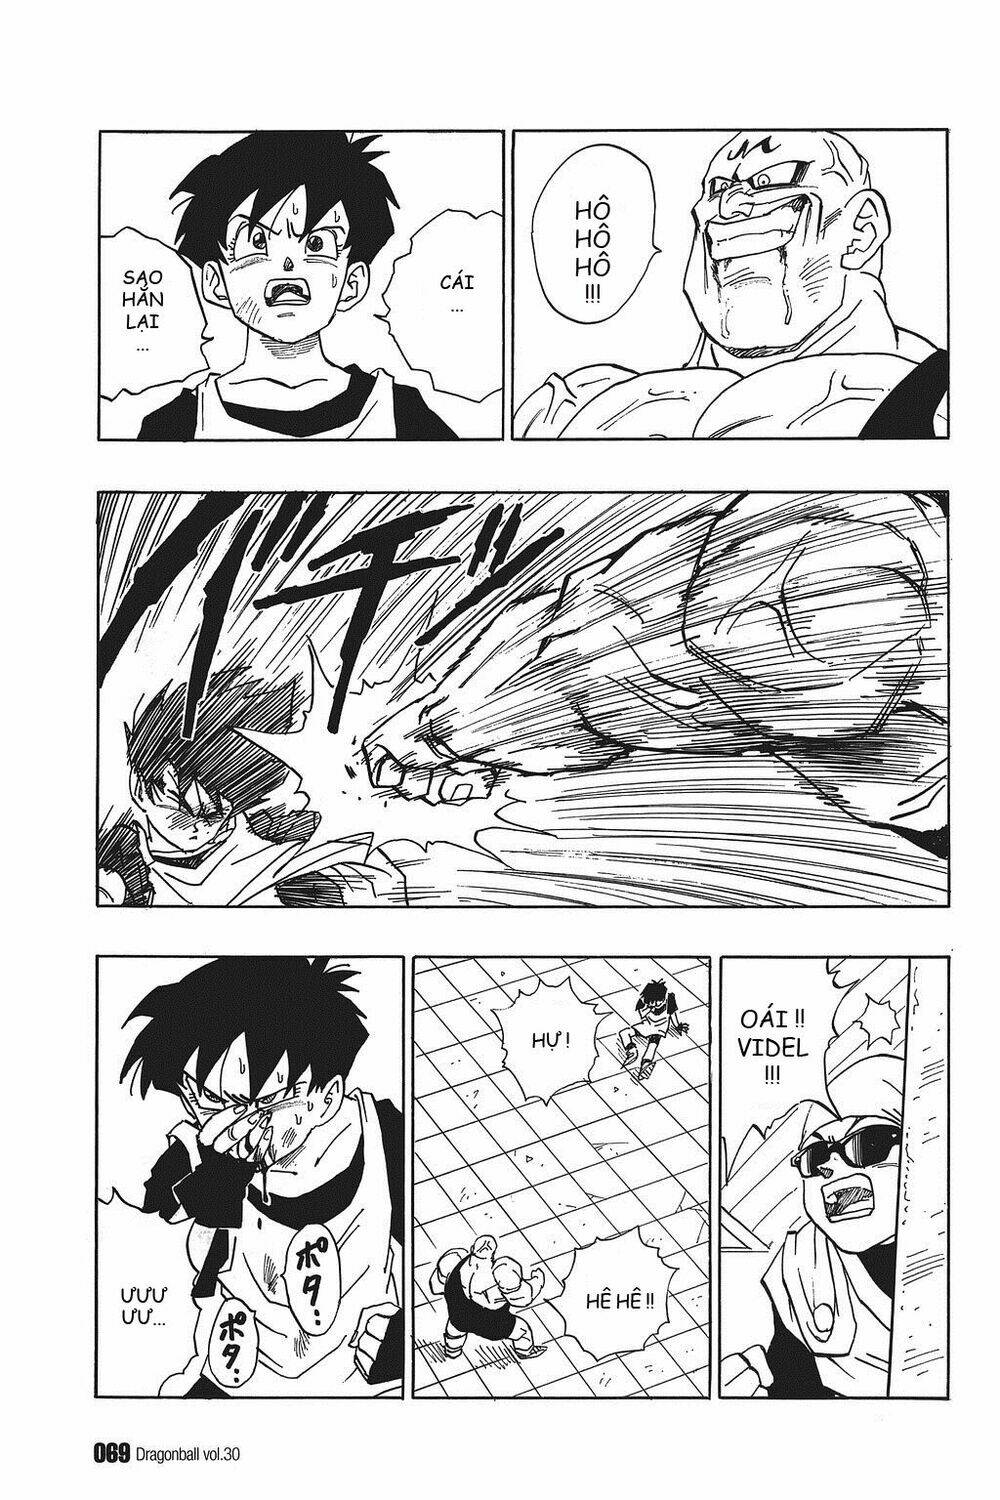 HÔ
HÔ
HÔ
!!!
CÁI
...
SAO
HẮN
LẠI
...
バチッ
OÁI !!
VIDEL
!!!
HỰ !
HÊ HÊ !!
ポタ...
ポタ...
ƯƯƯ
ƯƯ...
069 Dragonball vol.30